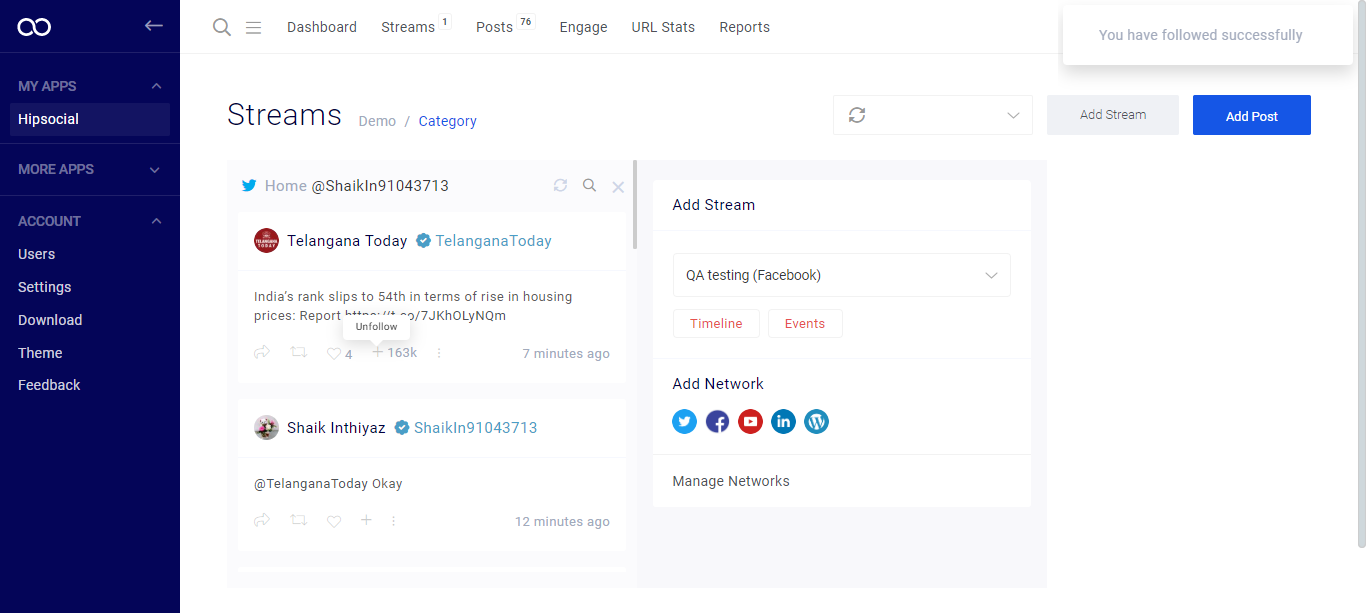 Dashboard
Streams 1
Posts 76
Engage
URL Stats
Reports
You have followed successfully
MY APPS
Hipsocial
MORE APPS
ACCOUNT
Users
Settings
Download
Theme
Feedback
Streams
Demo / Category
Add Stream
Add Post
Home @ShaikIn91043713
TELANGANA
TODAY
Telangana Today TelanganaToday
India's rank slips to 54th in terms of rise in housing
prices: Report https://t.co/7JKhOLyNQm
Unfollow
4
163k
7 minutes ago
Shaik Inthiyaz ShaikIn91043713
@TelanganaToday Okay
12 minutes ago
Add Stream
QA testing (Facebook)
Timeline
Events
Add Network
Manage Networks